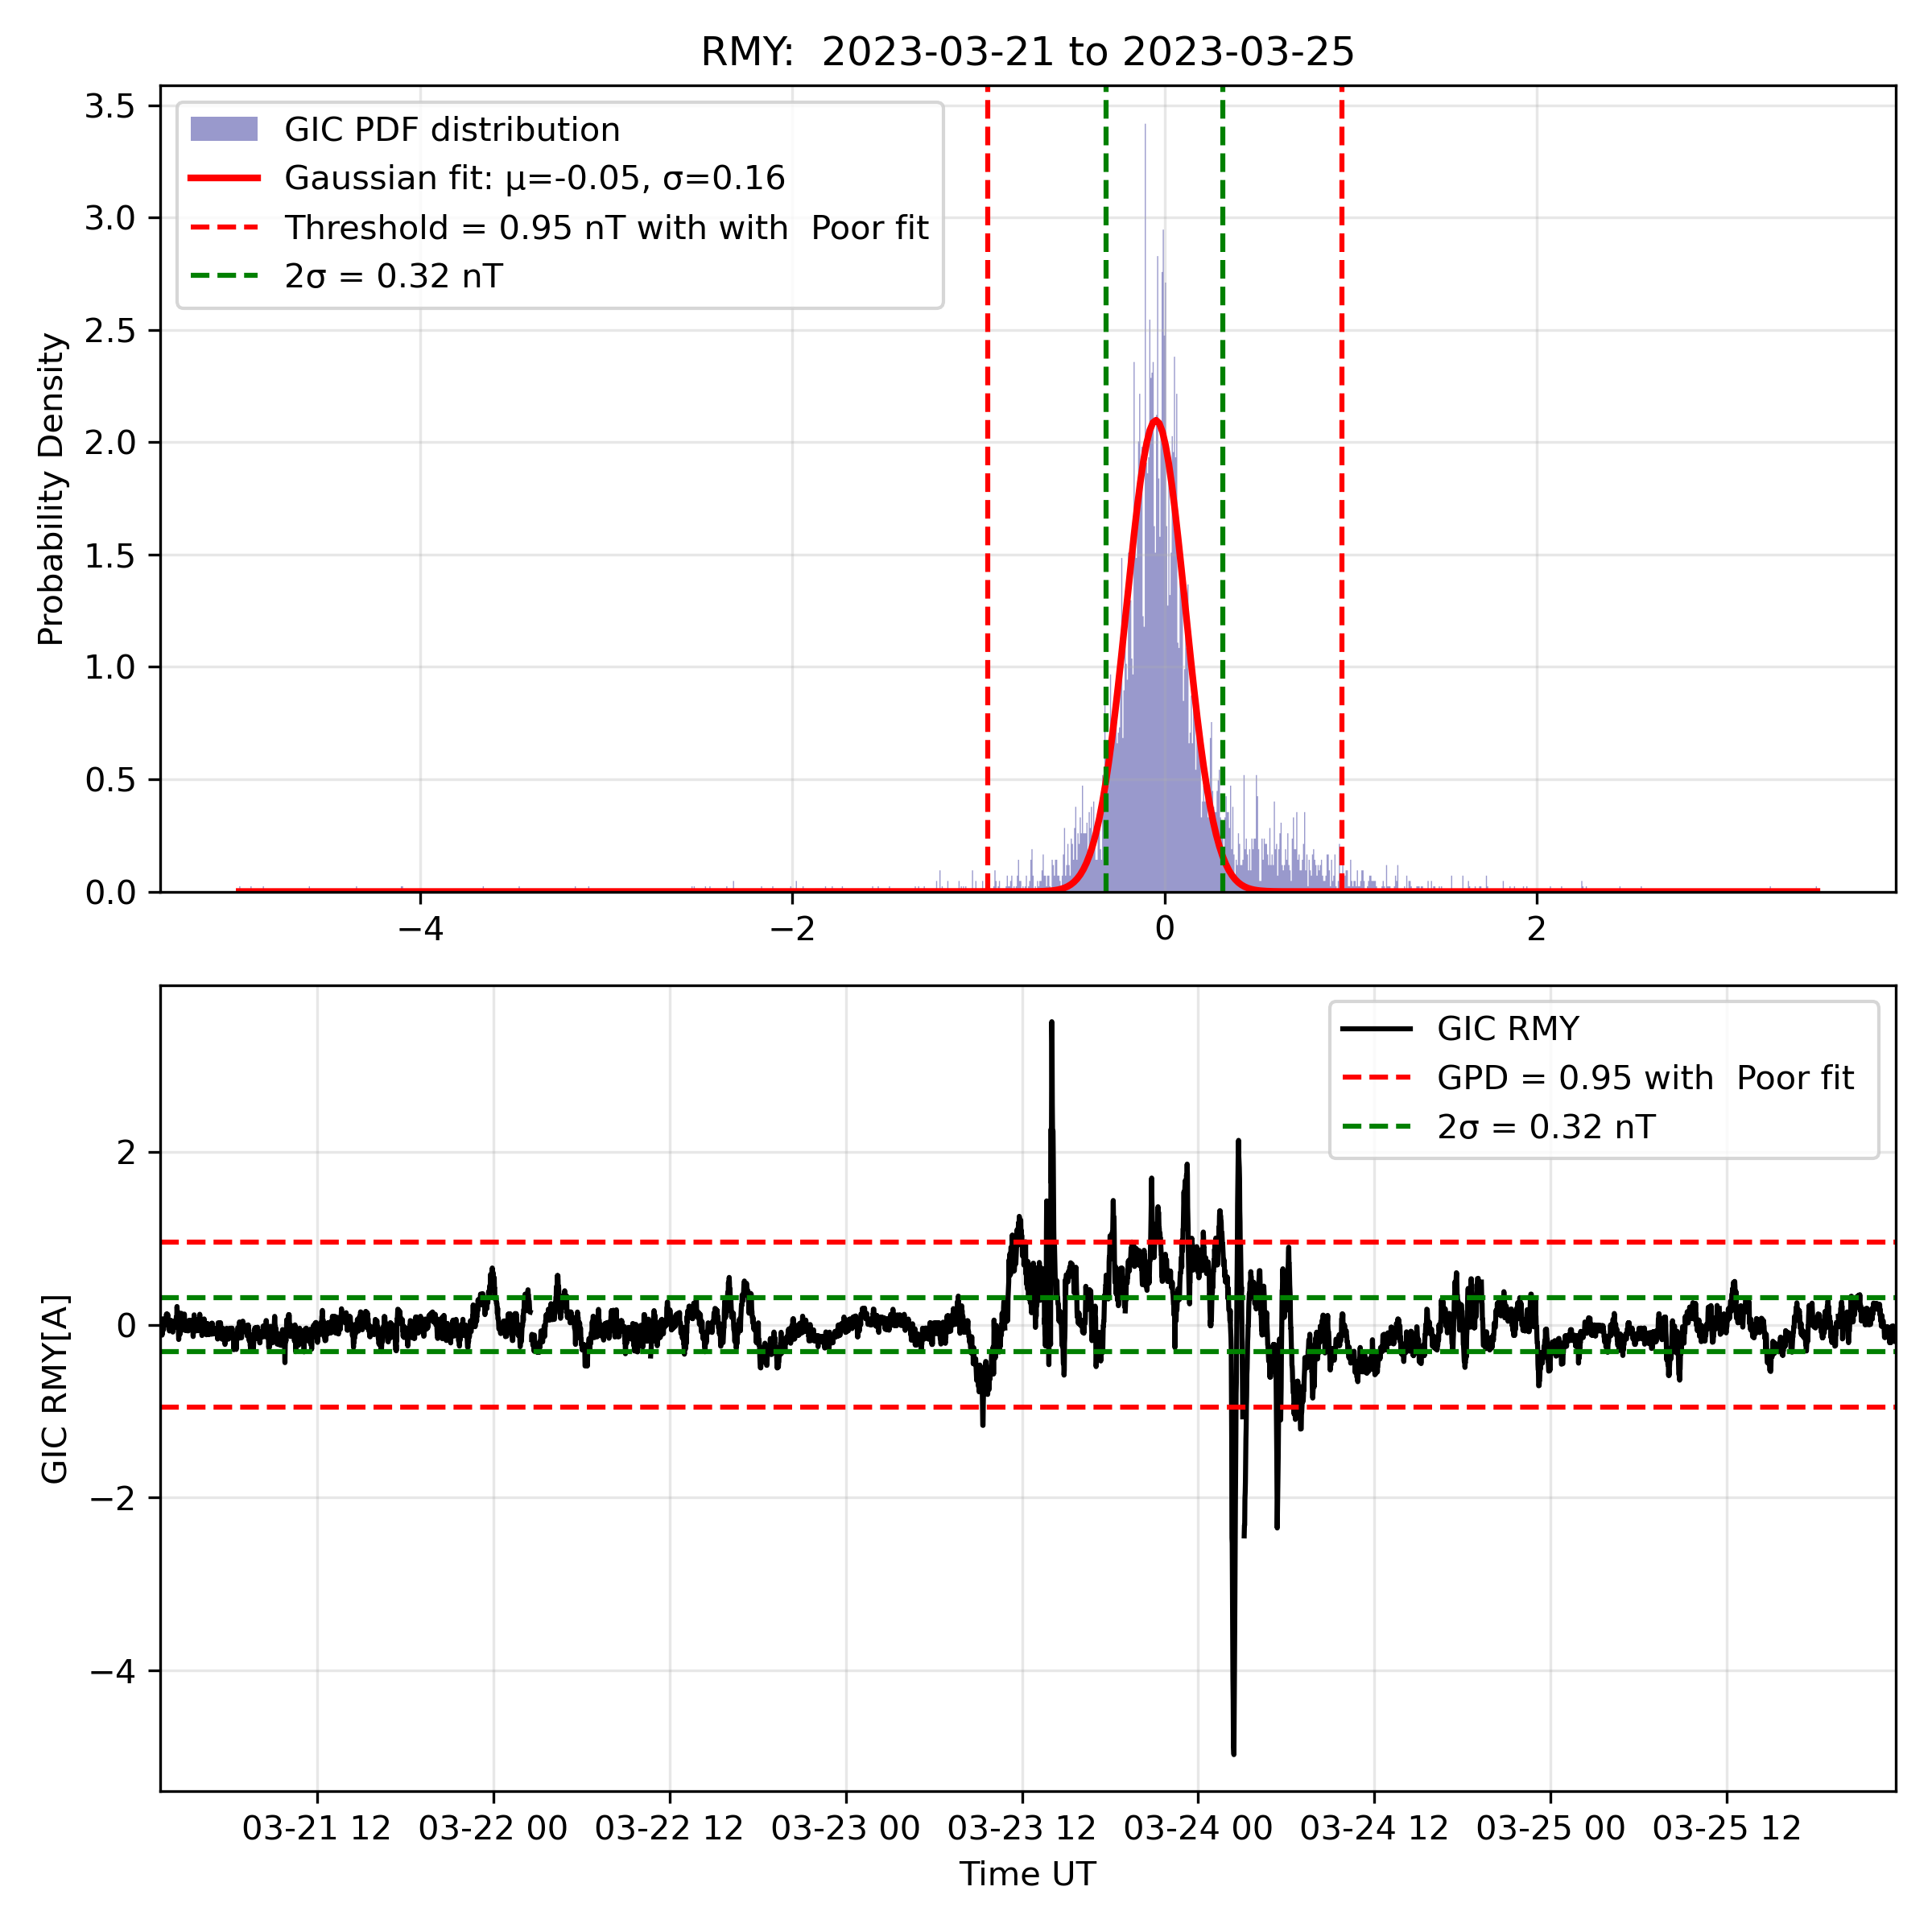 RMY:  2023-03-21 to 2023-03-25
GIC PDF distribution
Gaussian fit: μ=-0.05, σ=0.16
Threshold = 0.95 nT with with  Poor fit
2σ = 0.32 nT
Probability Density
3.5
3.0
2.5
2.0
1.5
1.0
0.5
0.0
−4
−2
0
2
GIC RMY
GPD = 0.95 with  Poor fit
2σ = 0.32 nT
GIC RMY[A]
2
0
−2
−4
03-21 12
03-22 00
03-22 12
03-23 00
03-23 12
03-24 00
03-24 12
03-25 00
03-25 12
Time UT